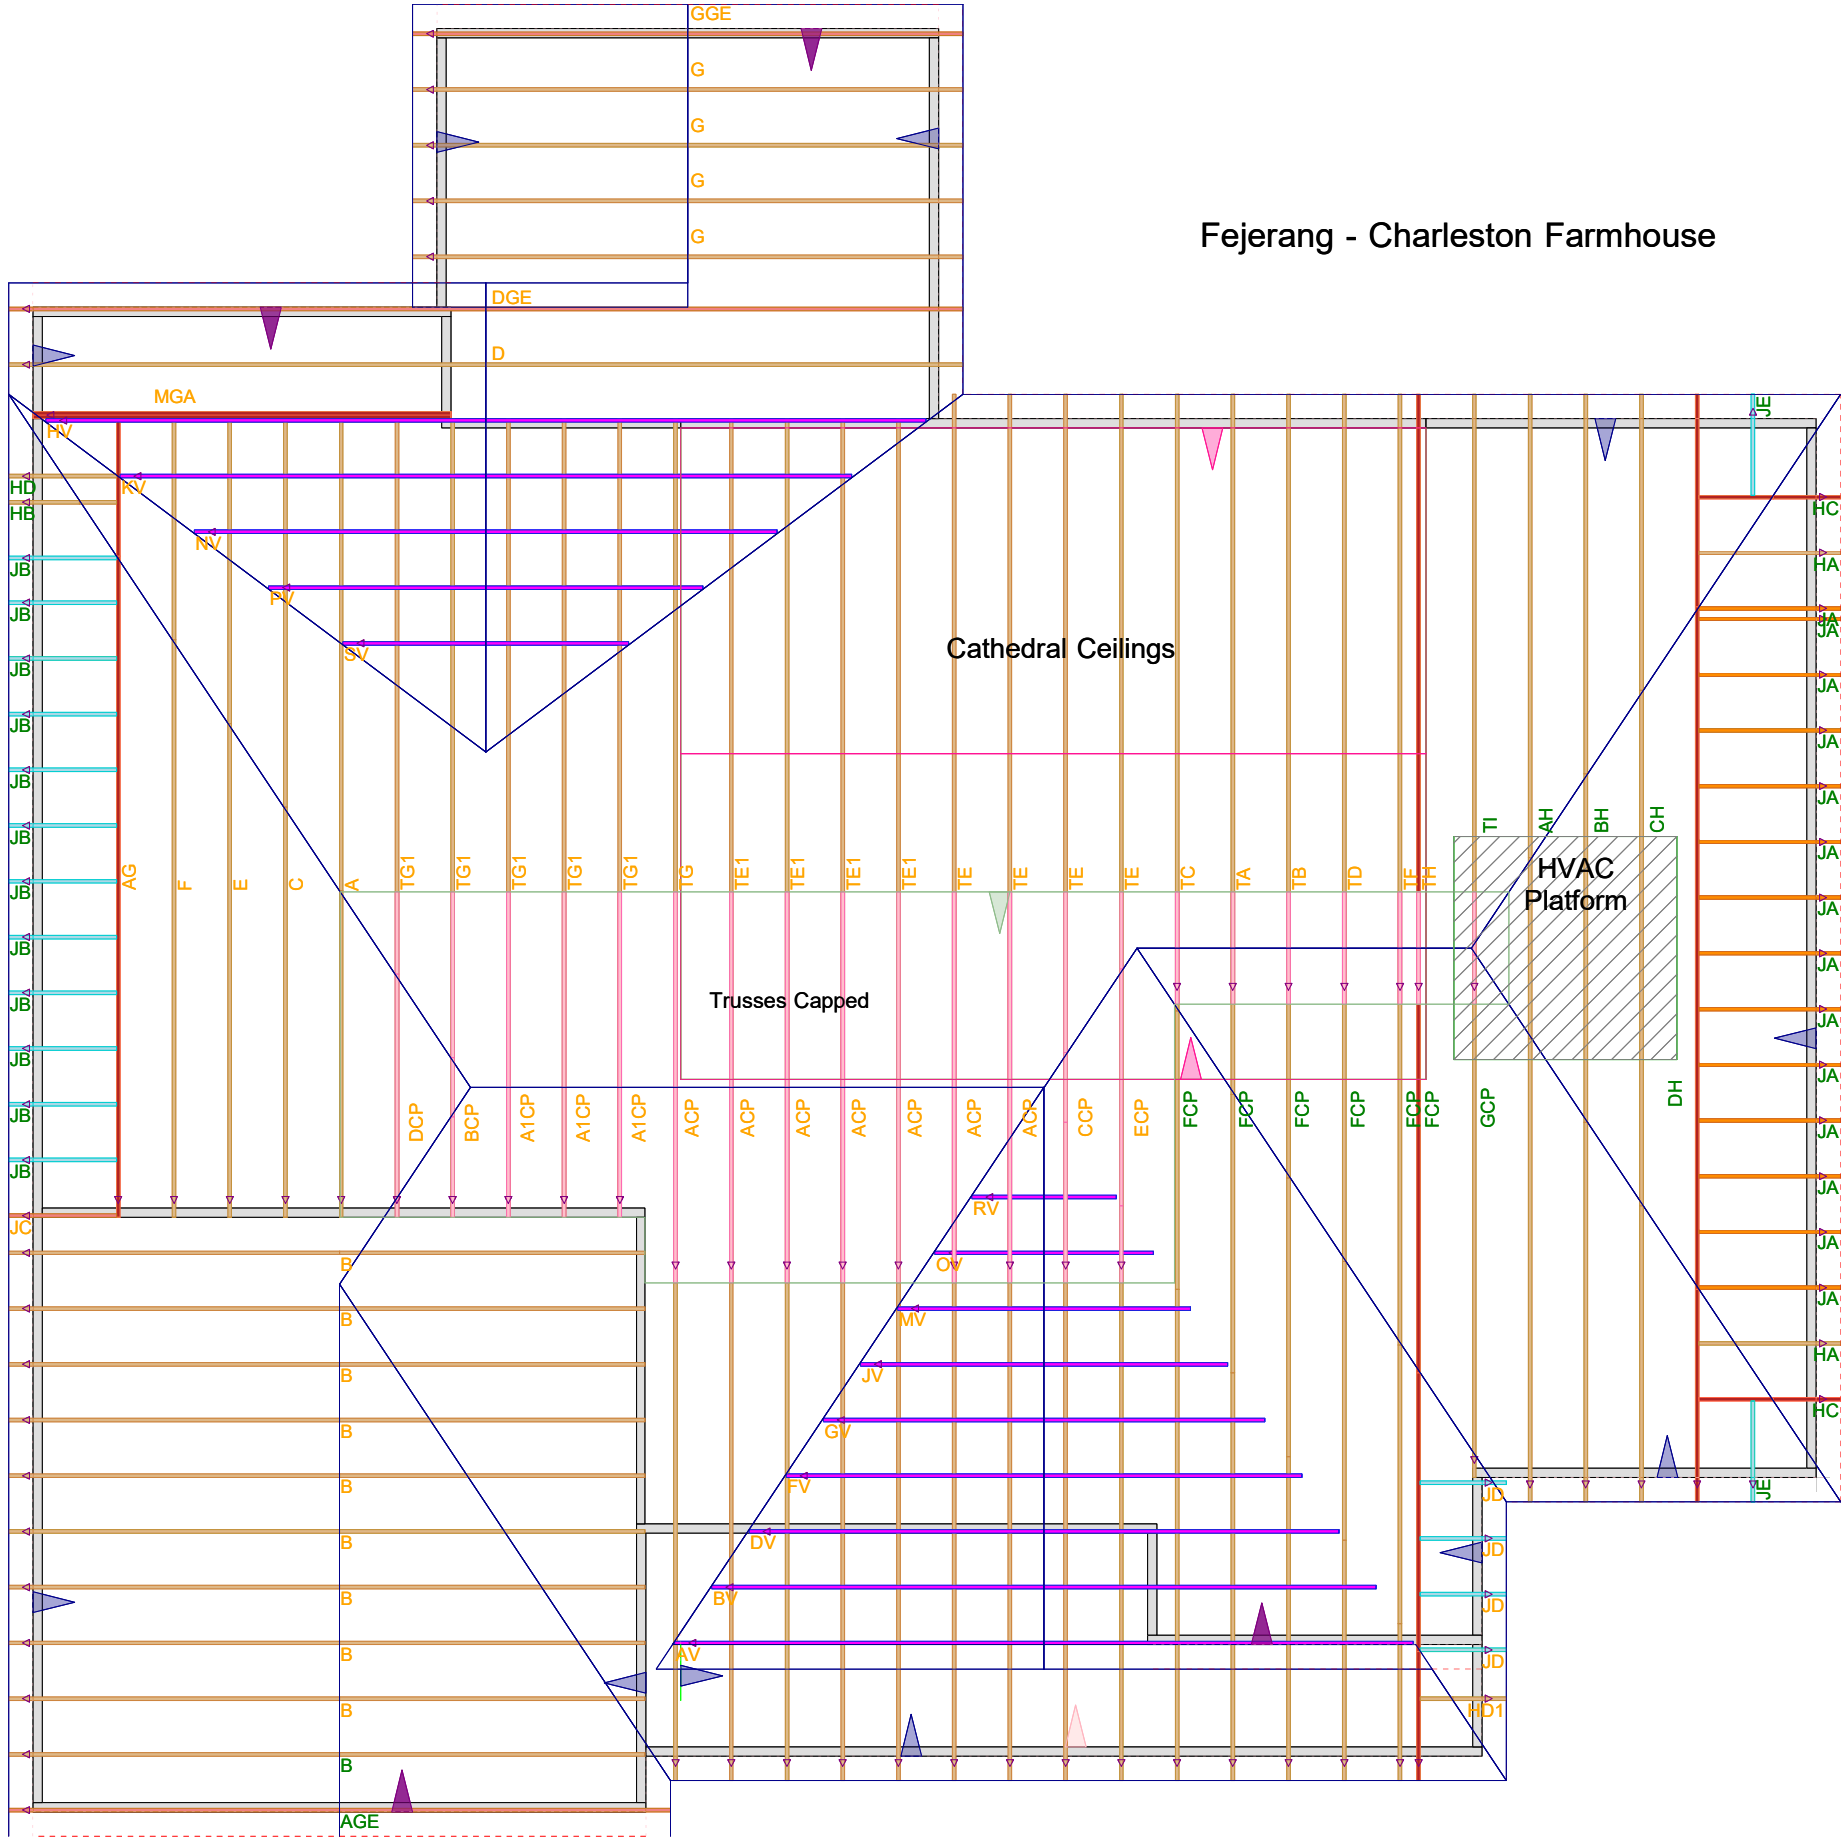 GGE
G
G
G
G
Fejerang - Charleston Farmhouse
DGE
D
MGA
HV
JE
HD
KV
HB
HC
NV
HA
JB
PV
JB
JA
JA
SV
Cathedral Ceilings
JB
JA
JB
JA
JB
JA
JB
JA
JB
JA
JB
JA
JB
JA
JB
JA
JB
JA
JB
JA
JA
JA
HA
HC
AG
F
E
C
A
TG1
TG1
TG1
TG1
TG1
TG
TE1
TE1
TE1
TE1
TE
TE
TE
TE
TC
TA
TB
TD
TF
TH
TI
AH
BH
CH
HVAC
Platform
Trusses Capped
DCP
BCP
A1CP
A1CP
A1CP
ACP
ACP
ACP
ACP
ACP
ACP
ACP
CCP
ECP
FCP
FCP
FCP
FCP
FCP
FCP
GCP
DH
JC
RV
B
OV
B
MV
B
JV
B
GV
B
FV
JD
JE
B
DV
JD
B
BV
JD
B
AV
JD
B
HD1
B
AGE